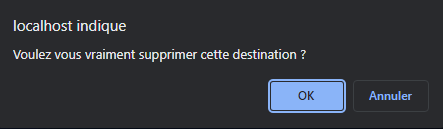 localhost indique
Voulez vous vraiment supprimer cette destination ?
OK
Annuler